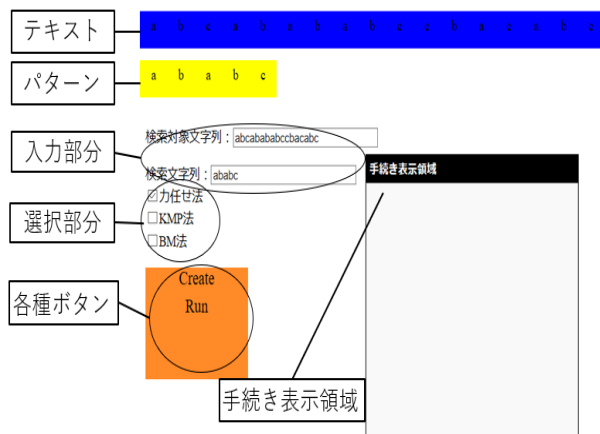 テキスト
a b c a b a b a b c c b a c a b c
パターン
a b a b c
検索対象文字列：abcabababccbacabc
入力部分
手続き表示領域
検索文字列：ababc
力任せ法
KMP法
選択部分
BM法
Create
各種ボタン
Run
手続き表示領域